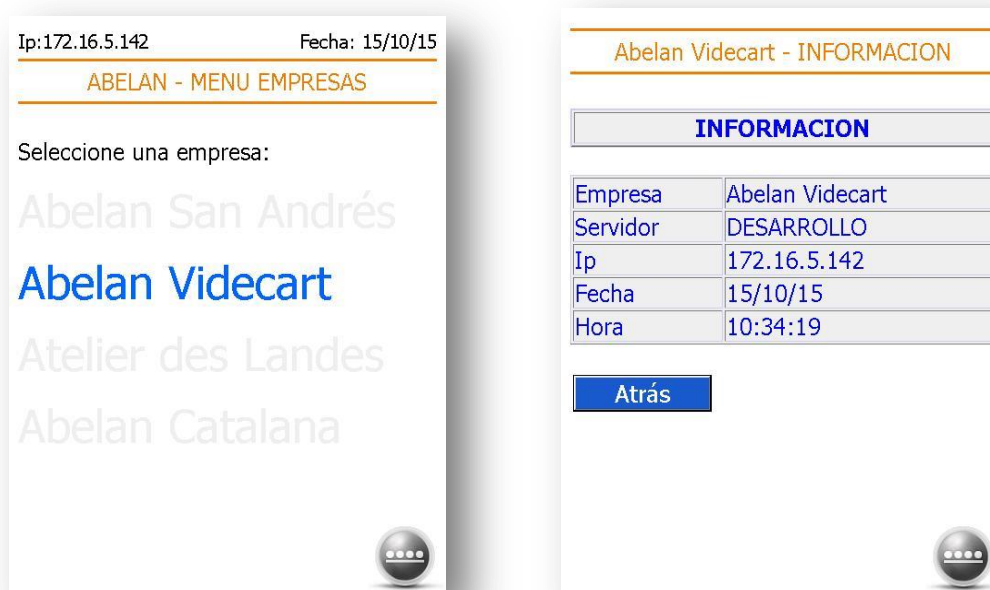 Ip:172.16.5.142 Fecha: 15/10/15
ABELAN - MENU EMPRESAS
Seleccione una empresa:
Abelan San Andrés
Abelan Videcart
Atelier des Landes
Abelan Catalana
Abelan Videcart - INFORMACION
INFORMACION
Empresa Abelan Videcart
Servidor DESARROLLO
Ip 172.16.5.142
Fecha 15/10/15
Hora 10:34:19
Atrás